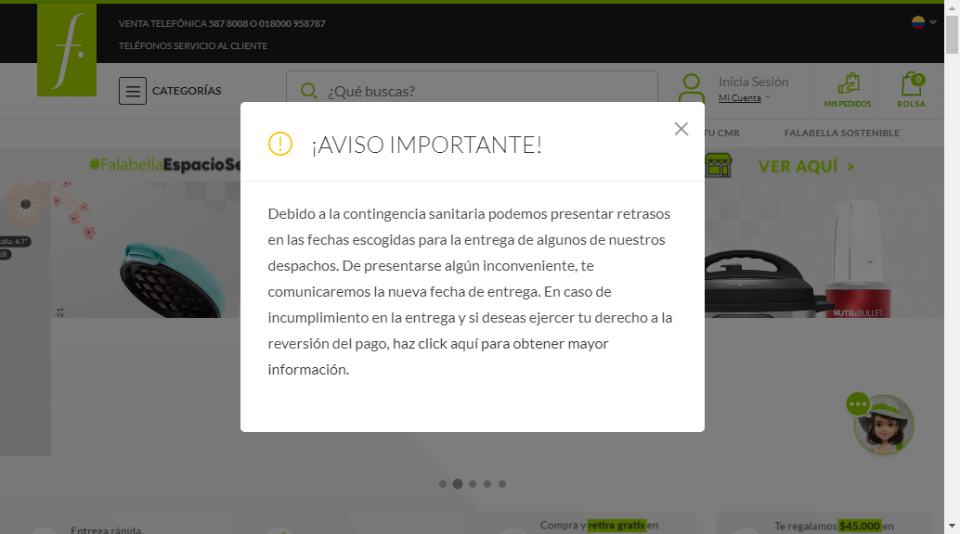 VENTA TELEFÓNICA 587 8008 O 018000 958787
TELÉFONOS SERVICIO AL CLIENTE
f.
CATEGORÍAS
¿Qué buscas?
Inicia Sesión
Mi Cuenta
MIS PEDIDOS
0
BOLSA
TU CMR
FALABELLA SOSTENIBLE
#FalabellaEspacioSe
VER AQUÍ >
¡AVISO IMPORTANTE!
Debido a la contingencia sanitaria podemos presentar retrasos
en las fechas escogidas para la entrega de algunos de nuestros
despachos. De presentarse algún inconveniente, te
comunicaremos la nueva fecha de entrega. En caso de
incumplimiento en la entrega y si deseas ejercer tu derecho a la
reversión del pago, haz click aquí para obtener mayor
información.
alla: 4.7"
GB
21
NUTRIBULLET
Entrega rápida,
Compra y retira gratis en
Te regalamos $45.000 en